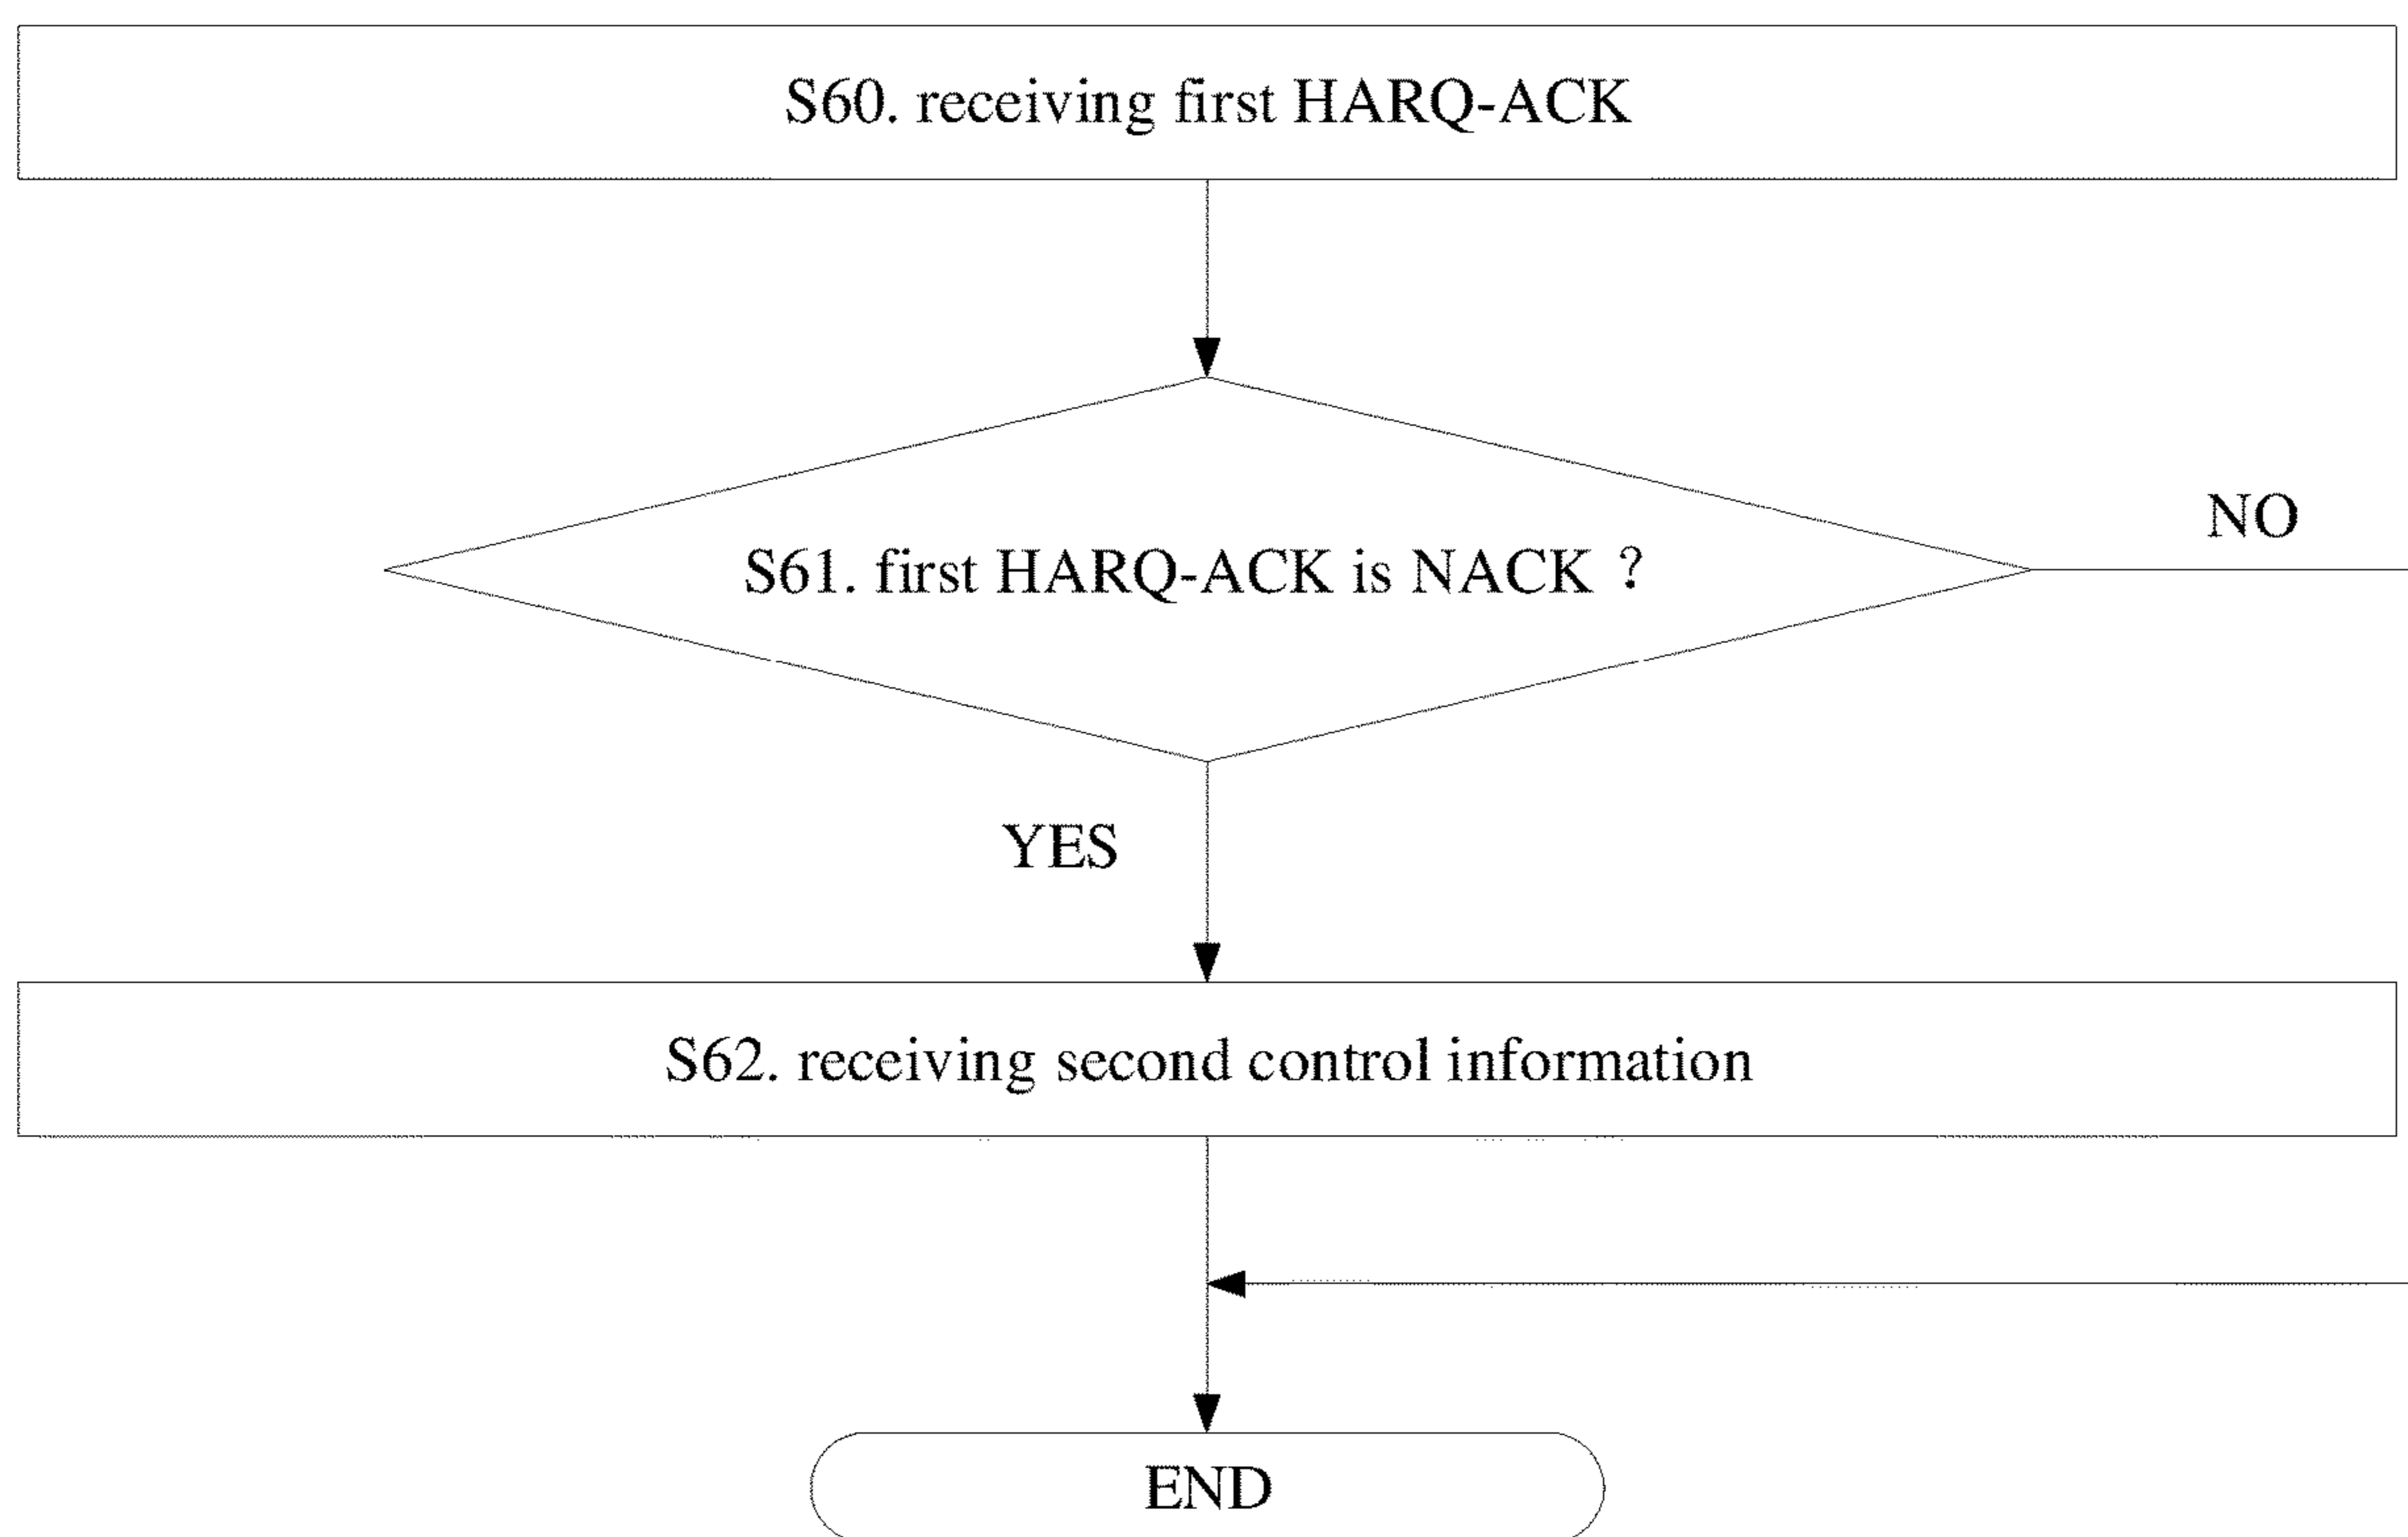 S60. receiving first HARQ-ACK
S61. first HARQ-ACK is NACK ?
NO
YES
S62. receiving second control information
END